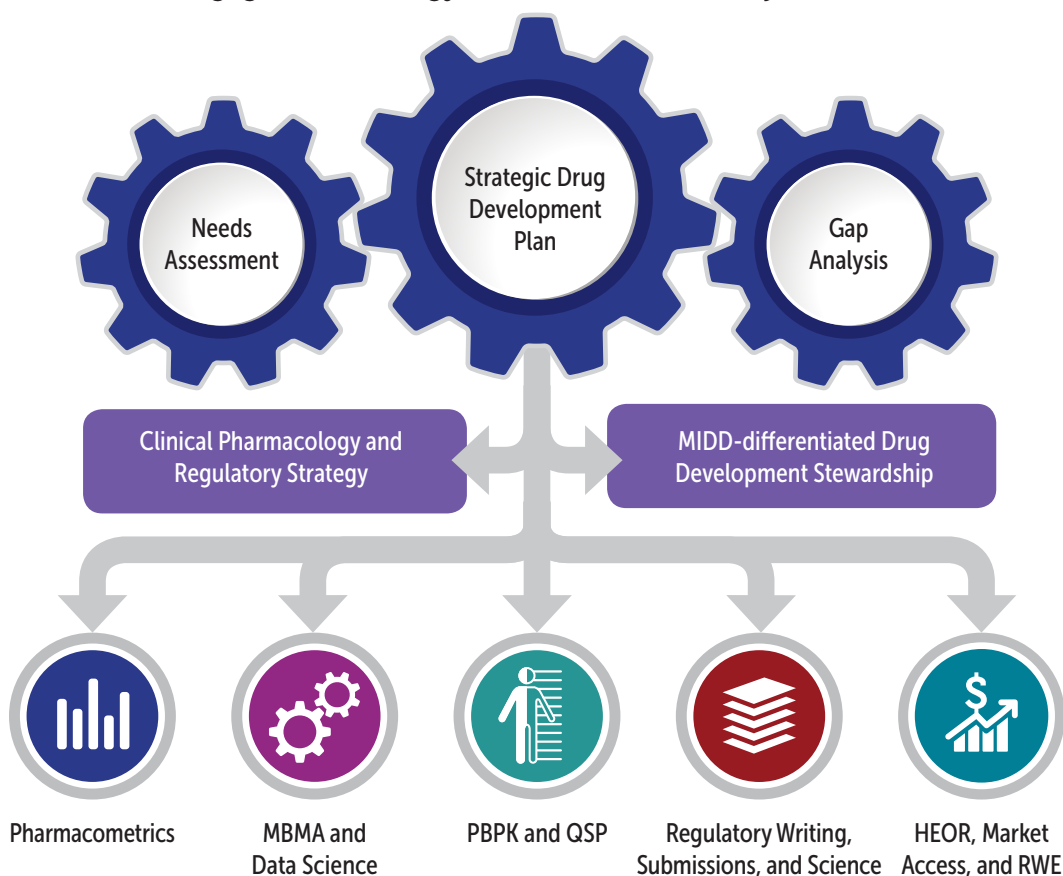 Strategic Drug
Development
Plan
Needs
Assessment
Gap
Analysis
Clinical Pharmacology and
Regulatory Strategy
MIDD-differentiated Drug
Development Stewardship
$
Pharmacometrics
MBMA and
Data Science
PBPK and QSP
Regulatory Writing,
Submissions, and Science
HEOR, Market
Access, and RWE